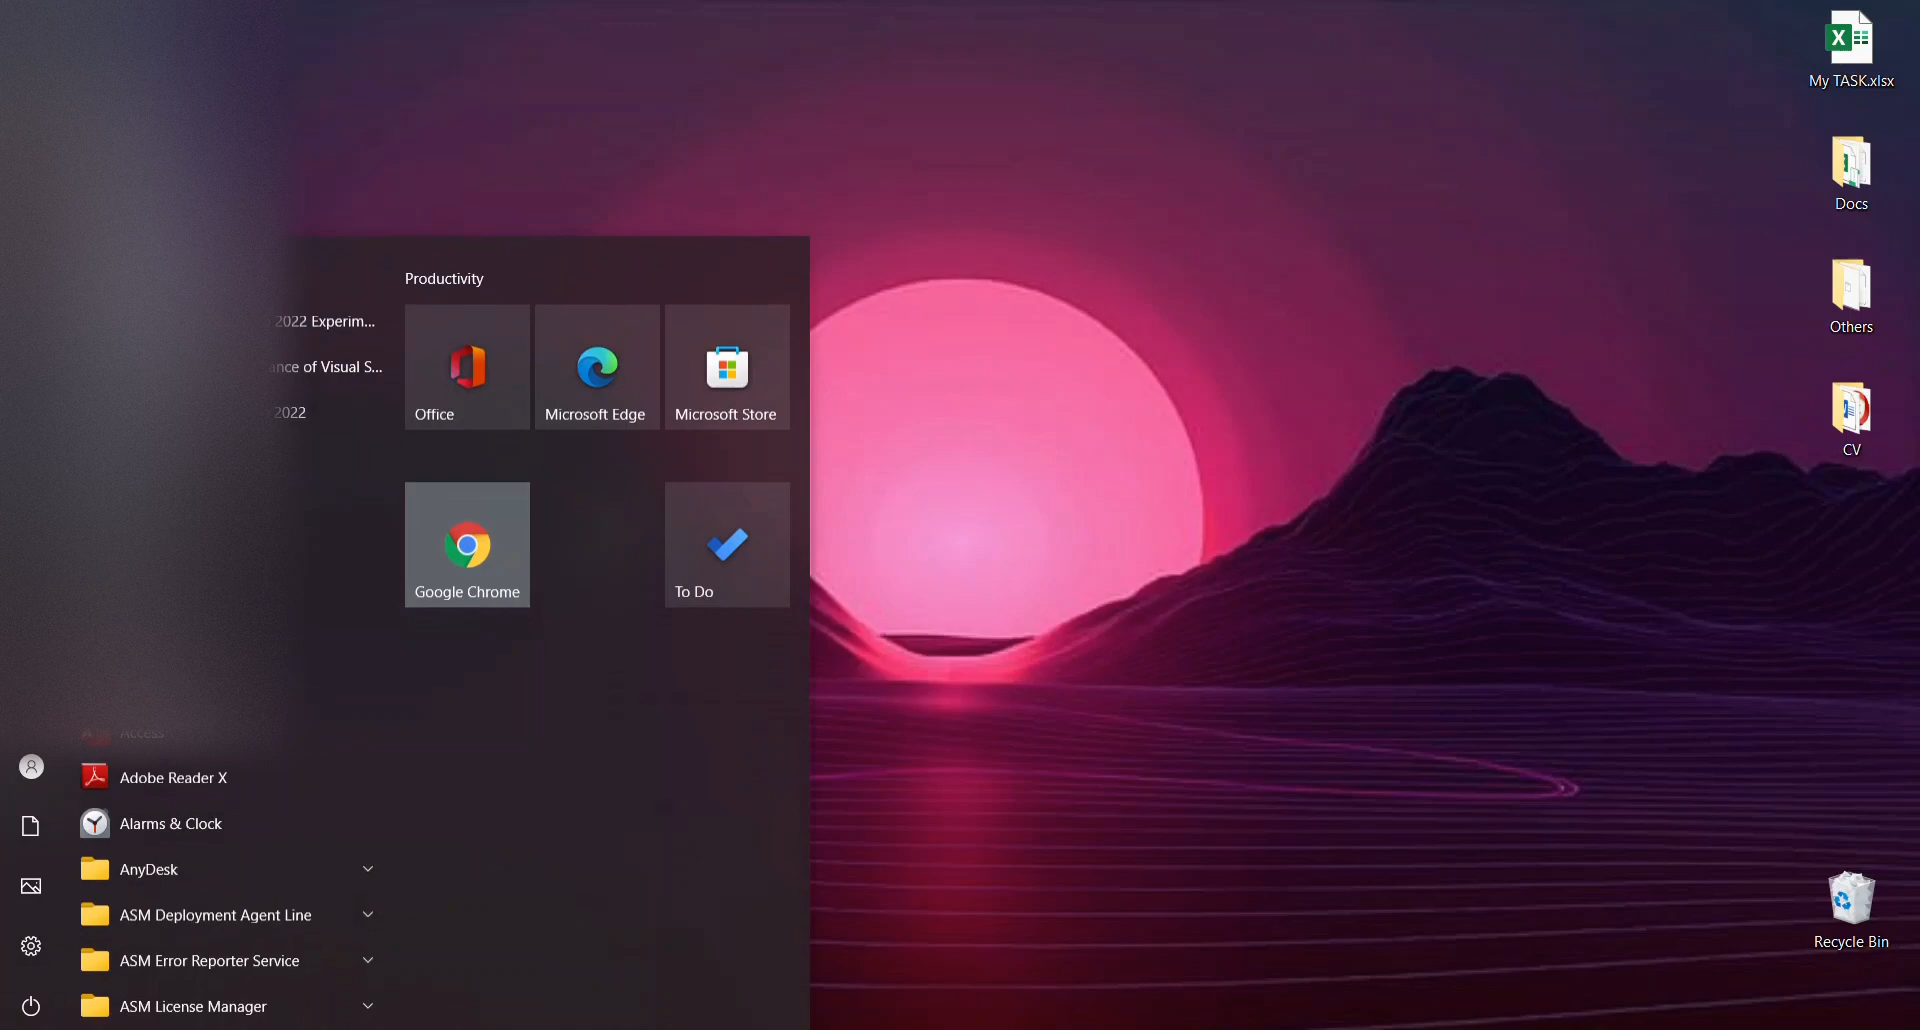 Productivity
2022 Experim...
ance of Visual S...
2022
Office
Microsoft Edge
Microsoft Store
Google Chrome
To Do
Access
Adobe Reader X
Alarms & Clock
AnyDesk
ASM Deployment Agent Line
ASM Error Reporter Service
ASM License Manager
My TASK.xlsx
Docs
Others
CV
Recycle Bin